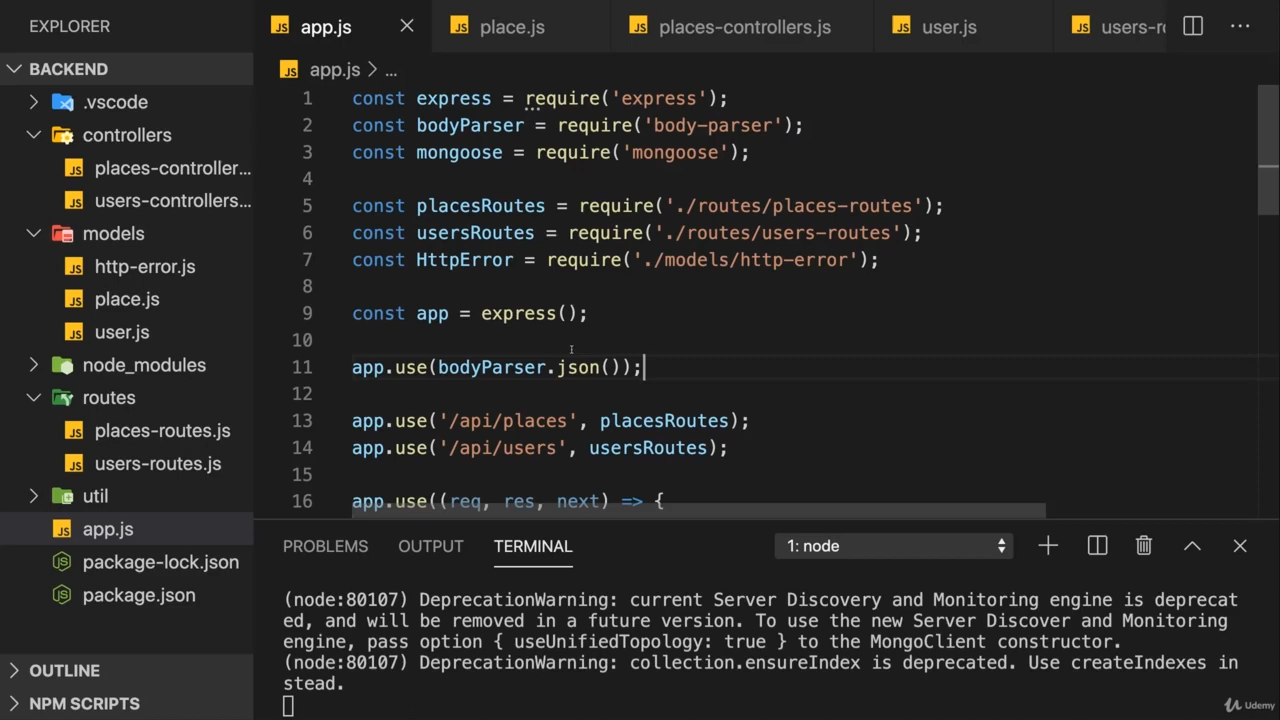 EXPLORER
BACKEND
.vscode
controllers
places-controller...
users-controllers...
models
http-error.js
place.js
user.js
node_modules
routes
places-routes.js
users-routes.js
util
app.js
package-lock.json
package.json
OUTLINE
NPM SCRIPTS
JS app.js
JS place.js
JS places-controllers.js
JS user.js
JS users-r
JS app.js > ...
1 const express = require('express');
2 const bodyParser = require('body-parser');
3 const mongoose = require('mongoose');
4
5 const placesRoutes = require('./routes/places-routes');
6 const usersRoutes = require('./routes/users-routes');
7 const HttpError = require('./models/http-error');
8
9 const app = express();
10
11 app.use(bodyParser.json());
12
13 app.use('/api/places', placesRoutes);
14 app.use('/api/users', usersRoutes);
15
16 app.use((req, res, next) => {
PROBLEMS OUTPUT TERMINAL 1: node
(node:80107) DeprecationWarning: current Server Discovery and Monitoring engine is deprecat
ed, and will be removed in a future version. To use the new Server Discover and Monitoring
engine, pass option { useUnifiedTopology: true } to the MongoClient constructor.
(node:80107) DeprecationWarning: collection.ensureIndex is deprecated. Use createIndexes in
stead.
Udemy